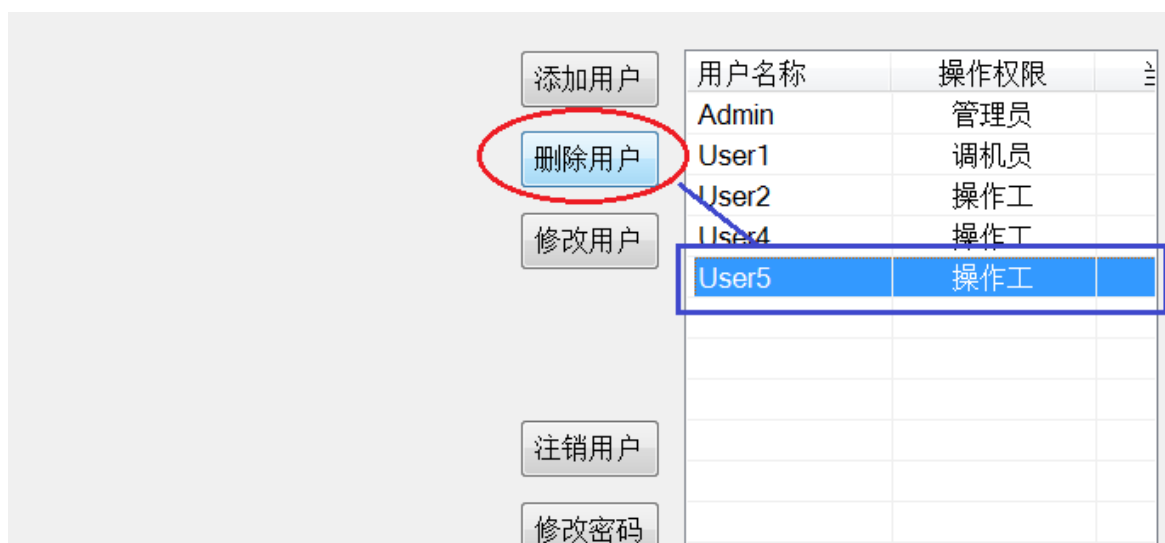 添加用户
删除用户
修改用户
注销用户
修改密码
用户名称 操作权限
Admin 管理员
User1 调机员
User2 操作工
User4 操作工
User5 操作工